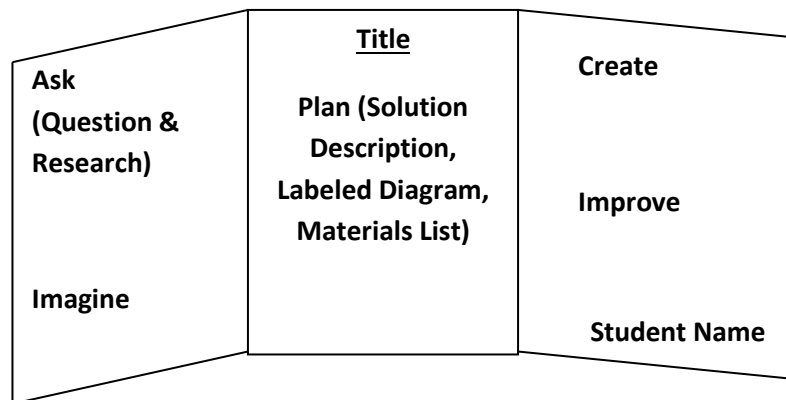 Ask
(Question &
Research)
Imagine
Title
Plan (Solution
Description,
Labeled Diagram,
Materials List)
Create
Improve
Student Name